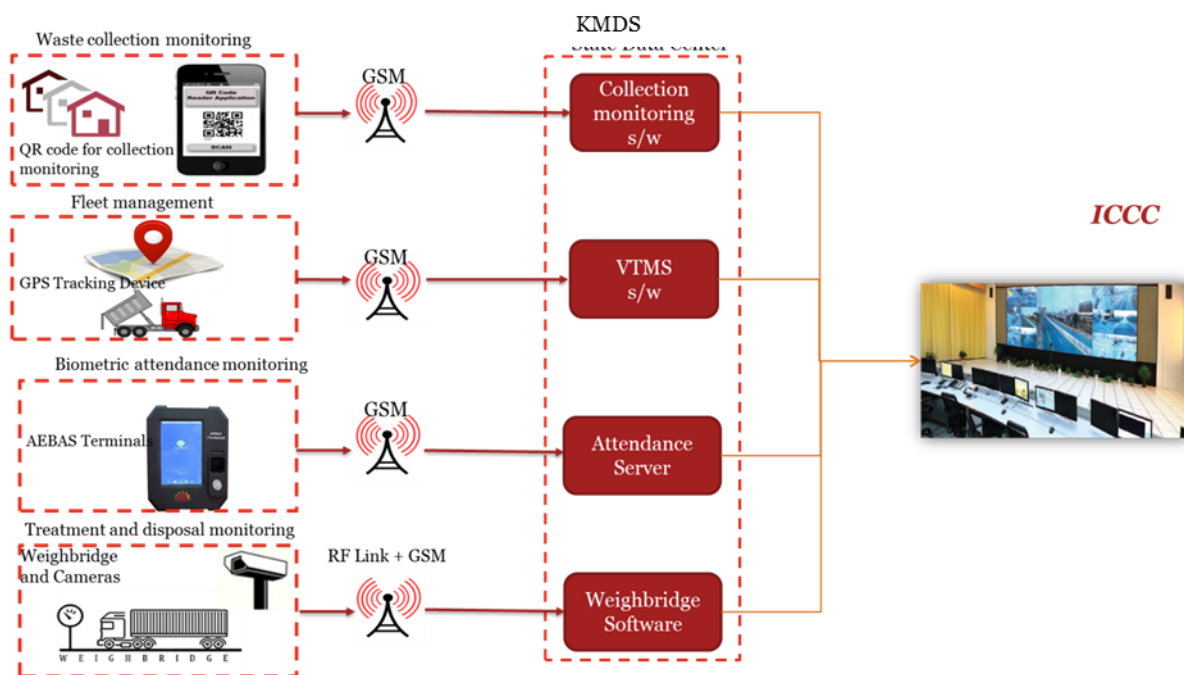 KMDS
State Data Center
Waste collection monitoring
QR Code
Reader Application
SCAN
QR code for collection
monitoring
GSM
Collection
monitoring
s/w
Fleet management
GPS Tracking Device
GSM
VTMS
s/w
ICCC
Biometric attendance monitoring
AEBAS Terminals
GSM
Attendance
Server
Treatment and disposal monitoring
Weighbridge
and Cameras
WEIGHBRIDGE
RF Link + GSM
Weighbridge
Software